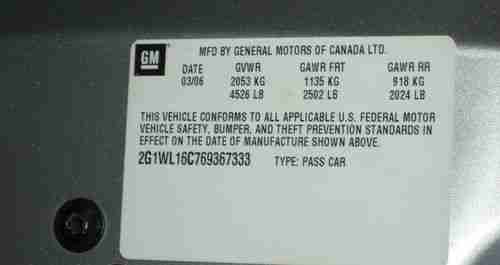 GM MFD BY GENERAL MOTORS OF CANADA LTD.
DATE GVWR GAWR FRT GAWR RR
03/06 2053 KG 1135 KG 918 KG
4526 LB 2502 LB 2024 LB
THIS VEHICLE CONFORMS TO ALL APPLICABLE U.S. FEDERAL MOTOR
VEHICLE SAFETY, BUMPER, AND THEFT PREVENTION STANDARDS IN
EFFECT ON THE DATE OF MANUFACTURE SHOWN ABOVE.
2G1WL16C769367333 TYPE: PASS CAR